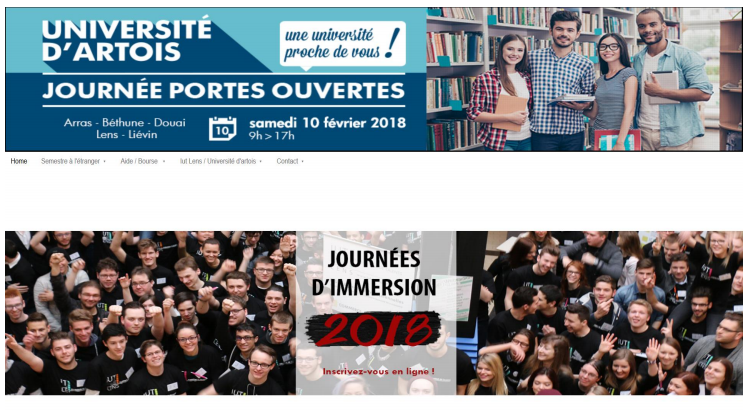 UNIVERSITÉ
D'ARTOIS
une université
proche de vous !
JOURNÉE PORTES OUVERTES
Arras - Béthune - Douai
Lens - Liévin
10
samedi 10 février 2018
9h > 17h
Home Semestre à l'étranger Aide / Bourse Iut Lens / Université d'artois Contact
JOURNÉES
D'IMMERSION
2018
Inscrivez-vous en ligne !